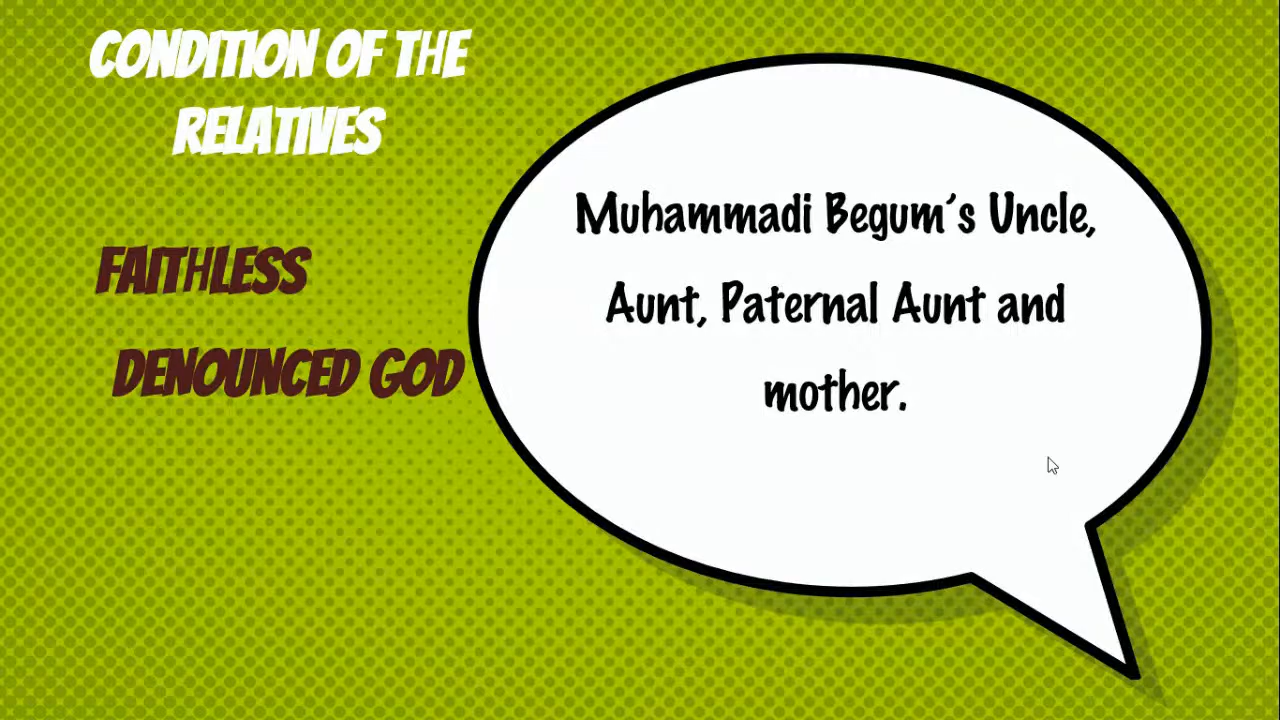 CONDITION OF THE
RELATIVES
FAITHLESS
DENOUNCED GOD
Muhammadi Begum's Uncle,
Aunt, Paternal Aunt and
mother.